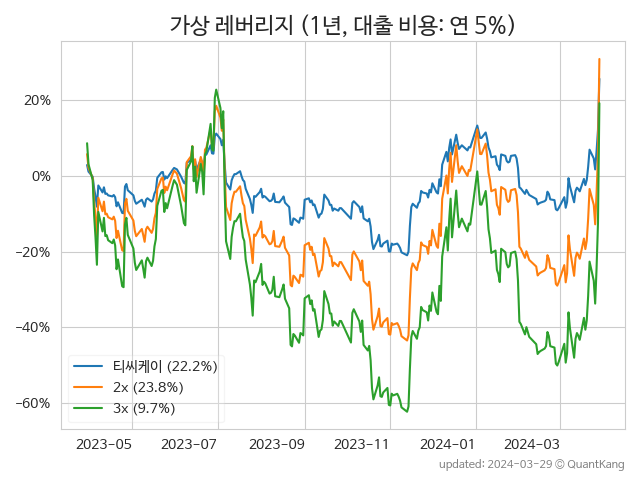 가상 레버리지 (1년, 대출 비용: 연 5%)
20%
0%
−20%
−40%
−60%
티씨케이 (22.2%)
2x (23.8%)
3x (9.7%)
2023-05 2023-07 2023-09 2023-11 2024-01 2024-03
updated: 2024-03-29 © QuantKang